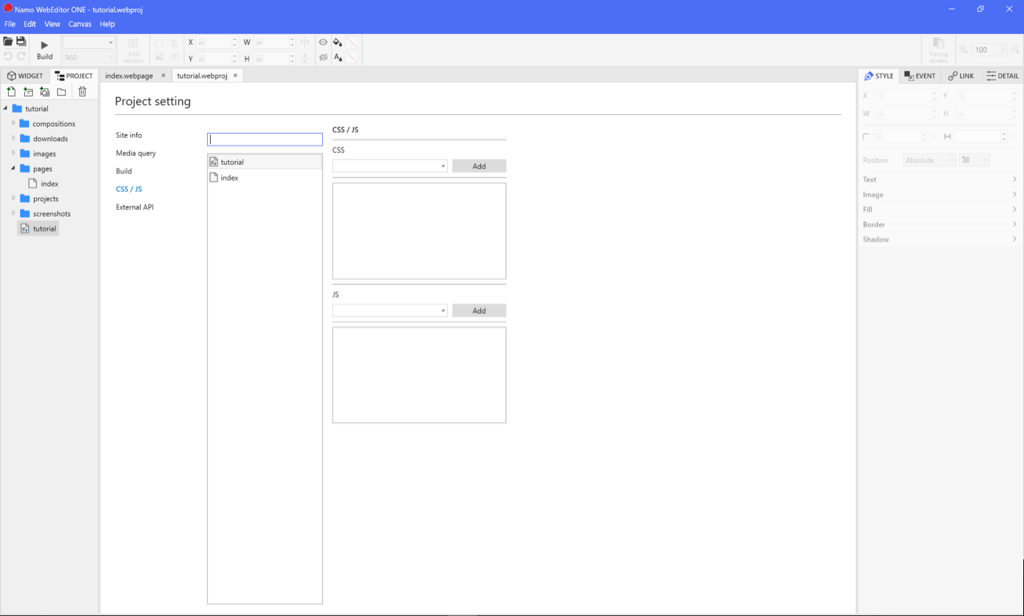 Namo WebEditor ONE - tutorial.webproj
File Edit View Canvas Help
Build
960
Add section
X
Y
W
H
Tracing screen
100
WIDGET
PROJECT
index.webpage
tutorial.webproj
STYLE
EVENT
LINK
DETAIL
tutorial
compositions
downloads
images
pages
index
projects
screenshots
tutorial
Project setting
Site info
Media query
Build
CSS / JS
External API
tutorial
index
CSS / JS
CSS
Add
JS
Add
X
Y
W
H
Position
Absolute
Text
Image
Fill
Border
Shadow